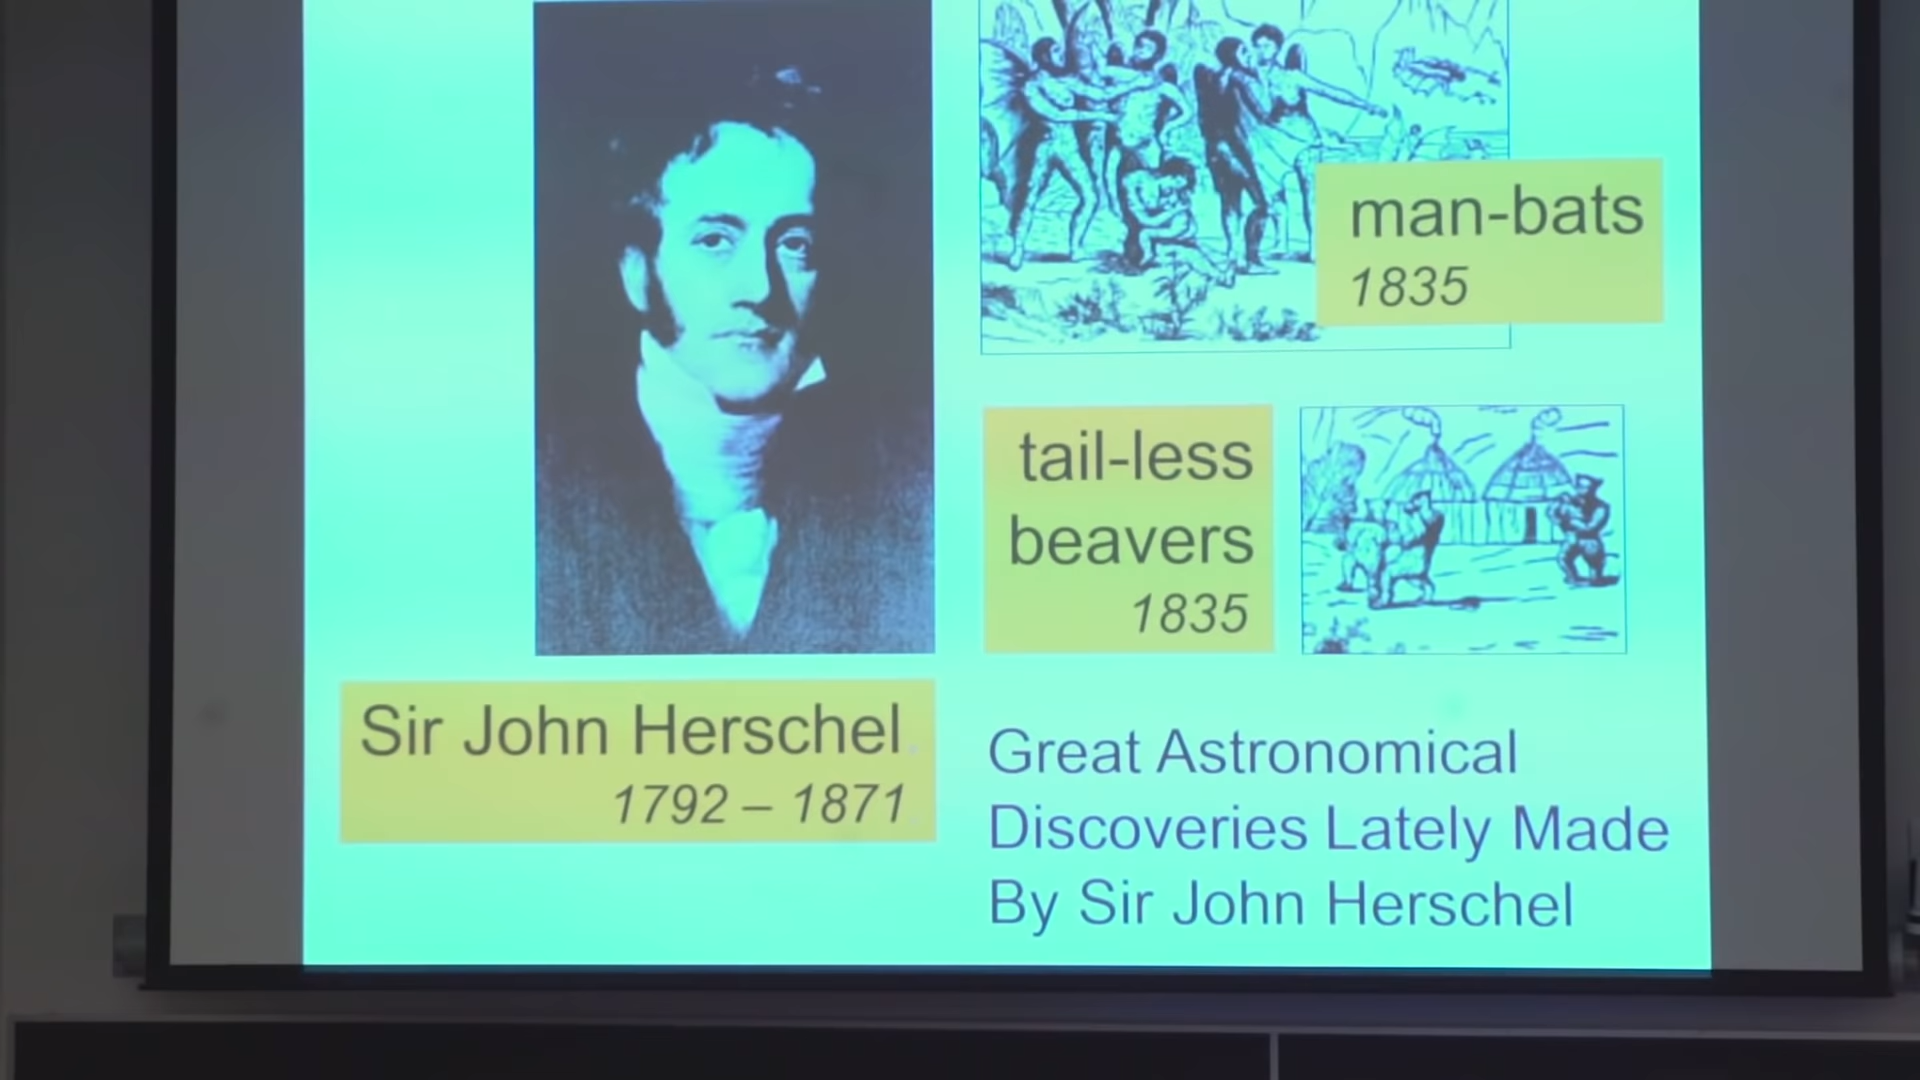 man-bats
1835
tail-less
beavers
1835
Sir John Herschel
1792 – 1871
Great Astronomical
Discoveries Lately Made
By Sir John Herschel